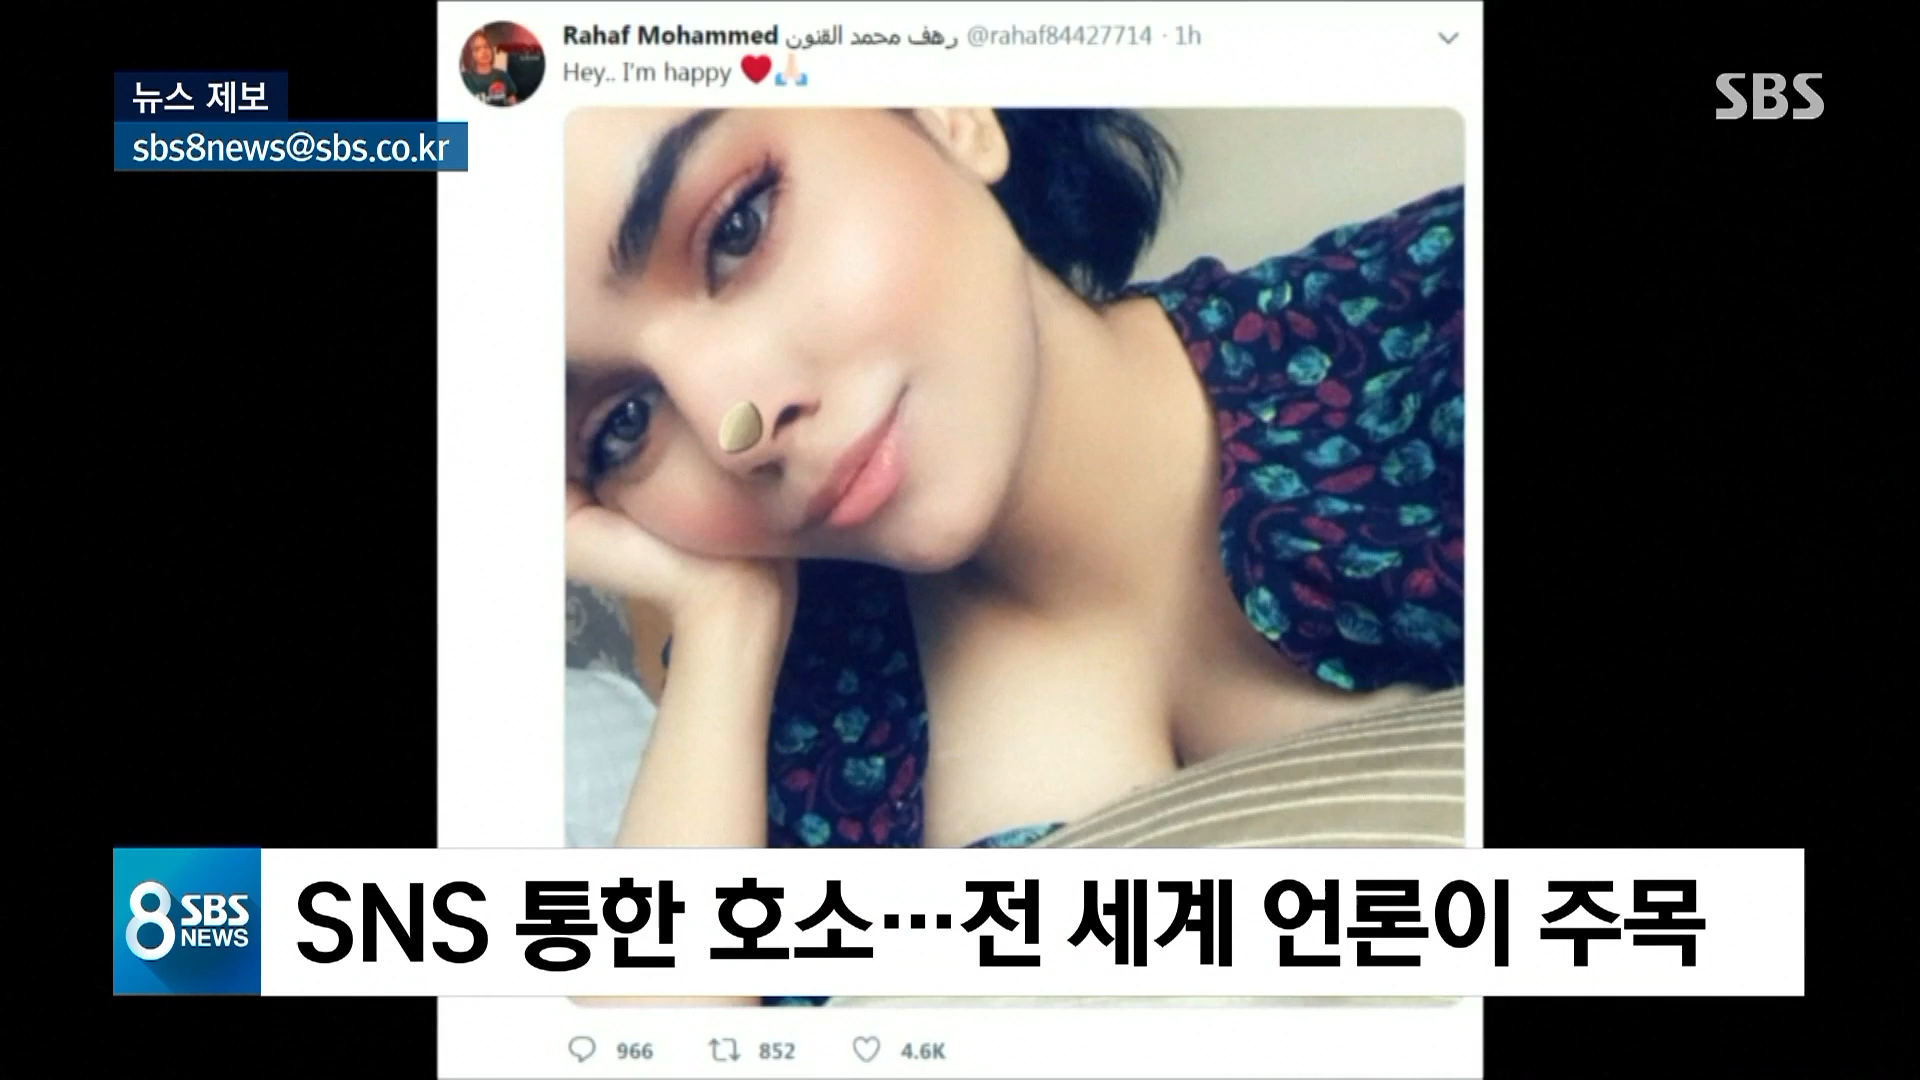 Rahaf Mohammed رهف محمد القنون @rahaf84427714 · 1h
Hey.. I'm happy ❤️🙏🏻
뉴스 제보
sbs8news@sbs.co.kr
SBS
8 SBS NEWS
SNS 통한 호소…전 세계 언론이 주목
966 852 4.6K